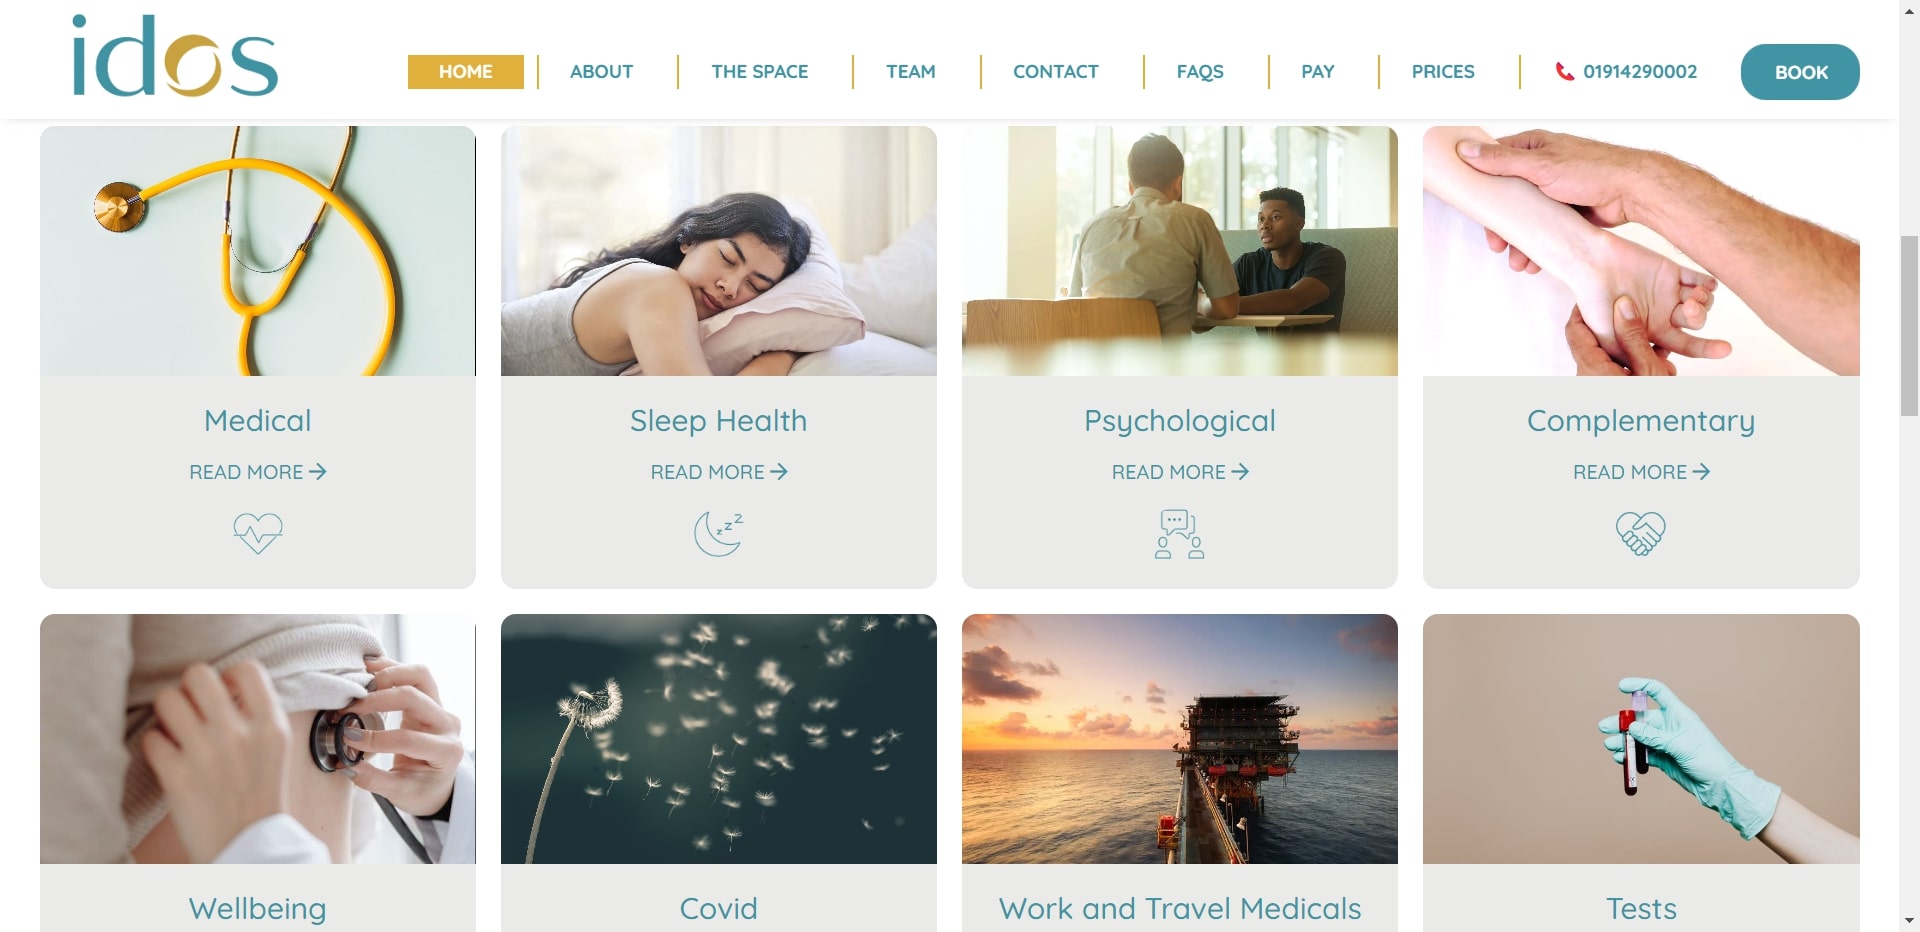 idos
HOME
ABOUT
THE SPACE
TEAM
CONTACT
FAQS
PAY
PRICES
01914290002
BOOK
Medical
Sleep Health
Psychological
Complementary
READ MORE →
READ MORE →
READ MORE →
READ MORE →
z z z
Wellbeing
Covid
Work and Travel Medicals
Tests